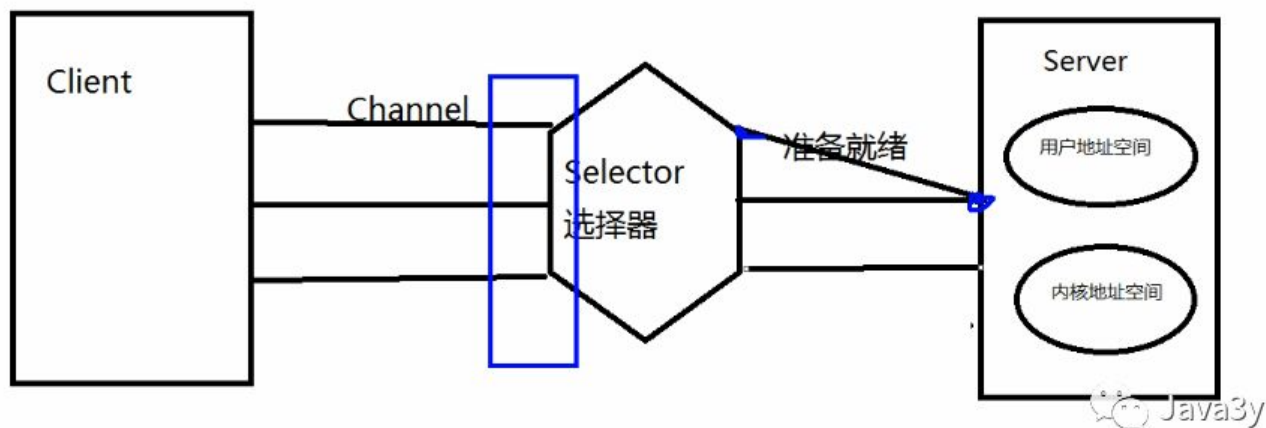 Client
Channel
Selector
选择器
准备就绪
Server
用户地址空间
内核地址空间
Java3y